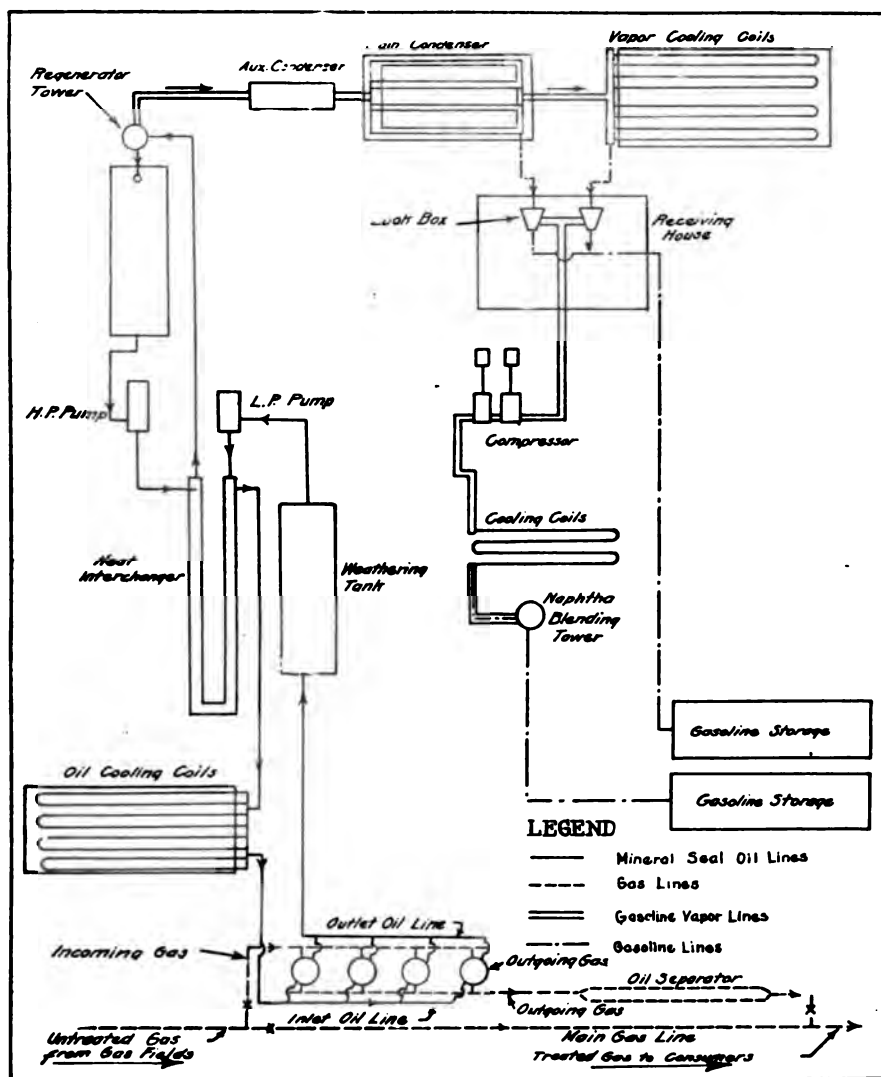 Vapor Cooling Coils
Condenser
Aux. Condenser
Regenerator
Tower
Box
Receiving
House
H.P. Pump
L.P. Pump
Compressor
Cooling Coils
Heat
Interchanger
Weathering
Tank
Naphtha
Blending
Tower
Gasoline Storage
Oil Cooling Coils
Gasoline Storage
LEGEND
Mineral Seal Oil Lines
Gas Lines
Gasoline Vapor Lines
Gasoline Lines
Outlet Oil Line
Incoming Gas
Outgoing Gas
Oil Separator
Outgoing Gas
Inlet Oil Line
Untreated Gas
from Gas Fields
Main Gas Line
Treated Gas to Consumers